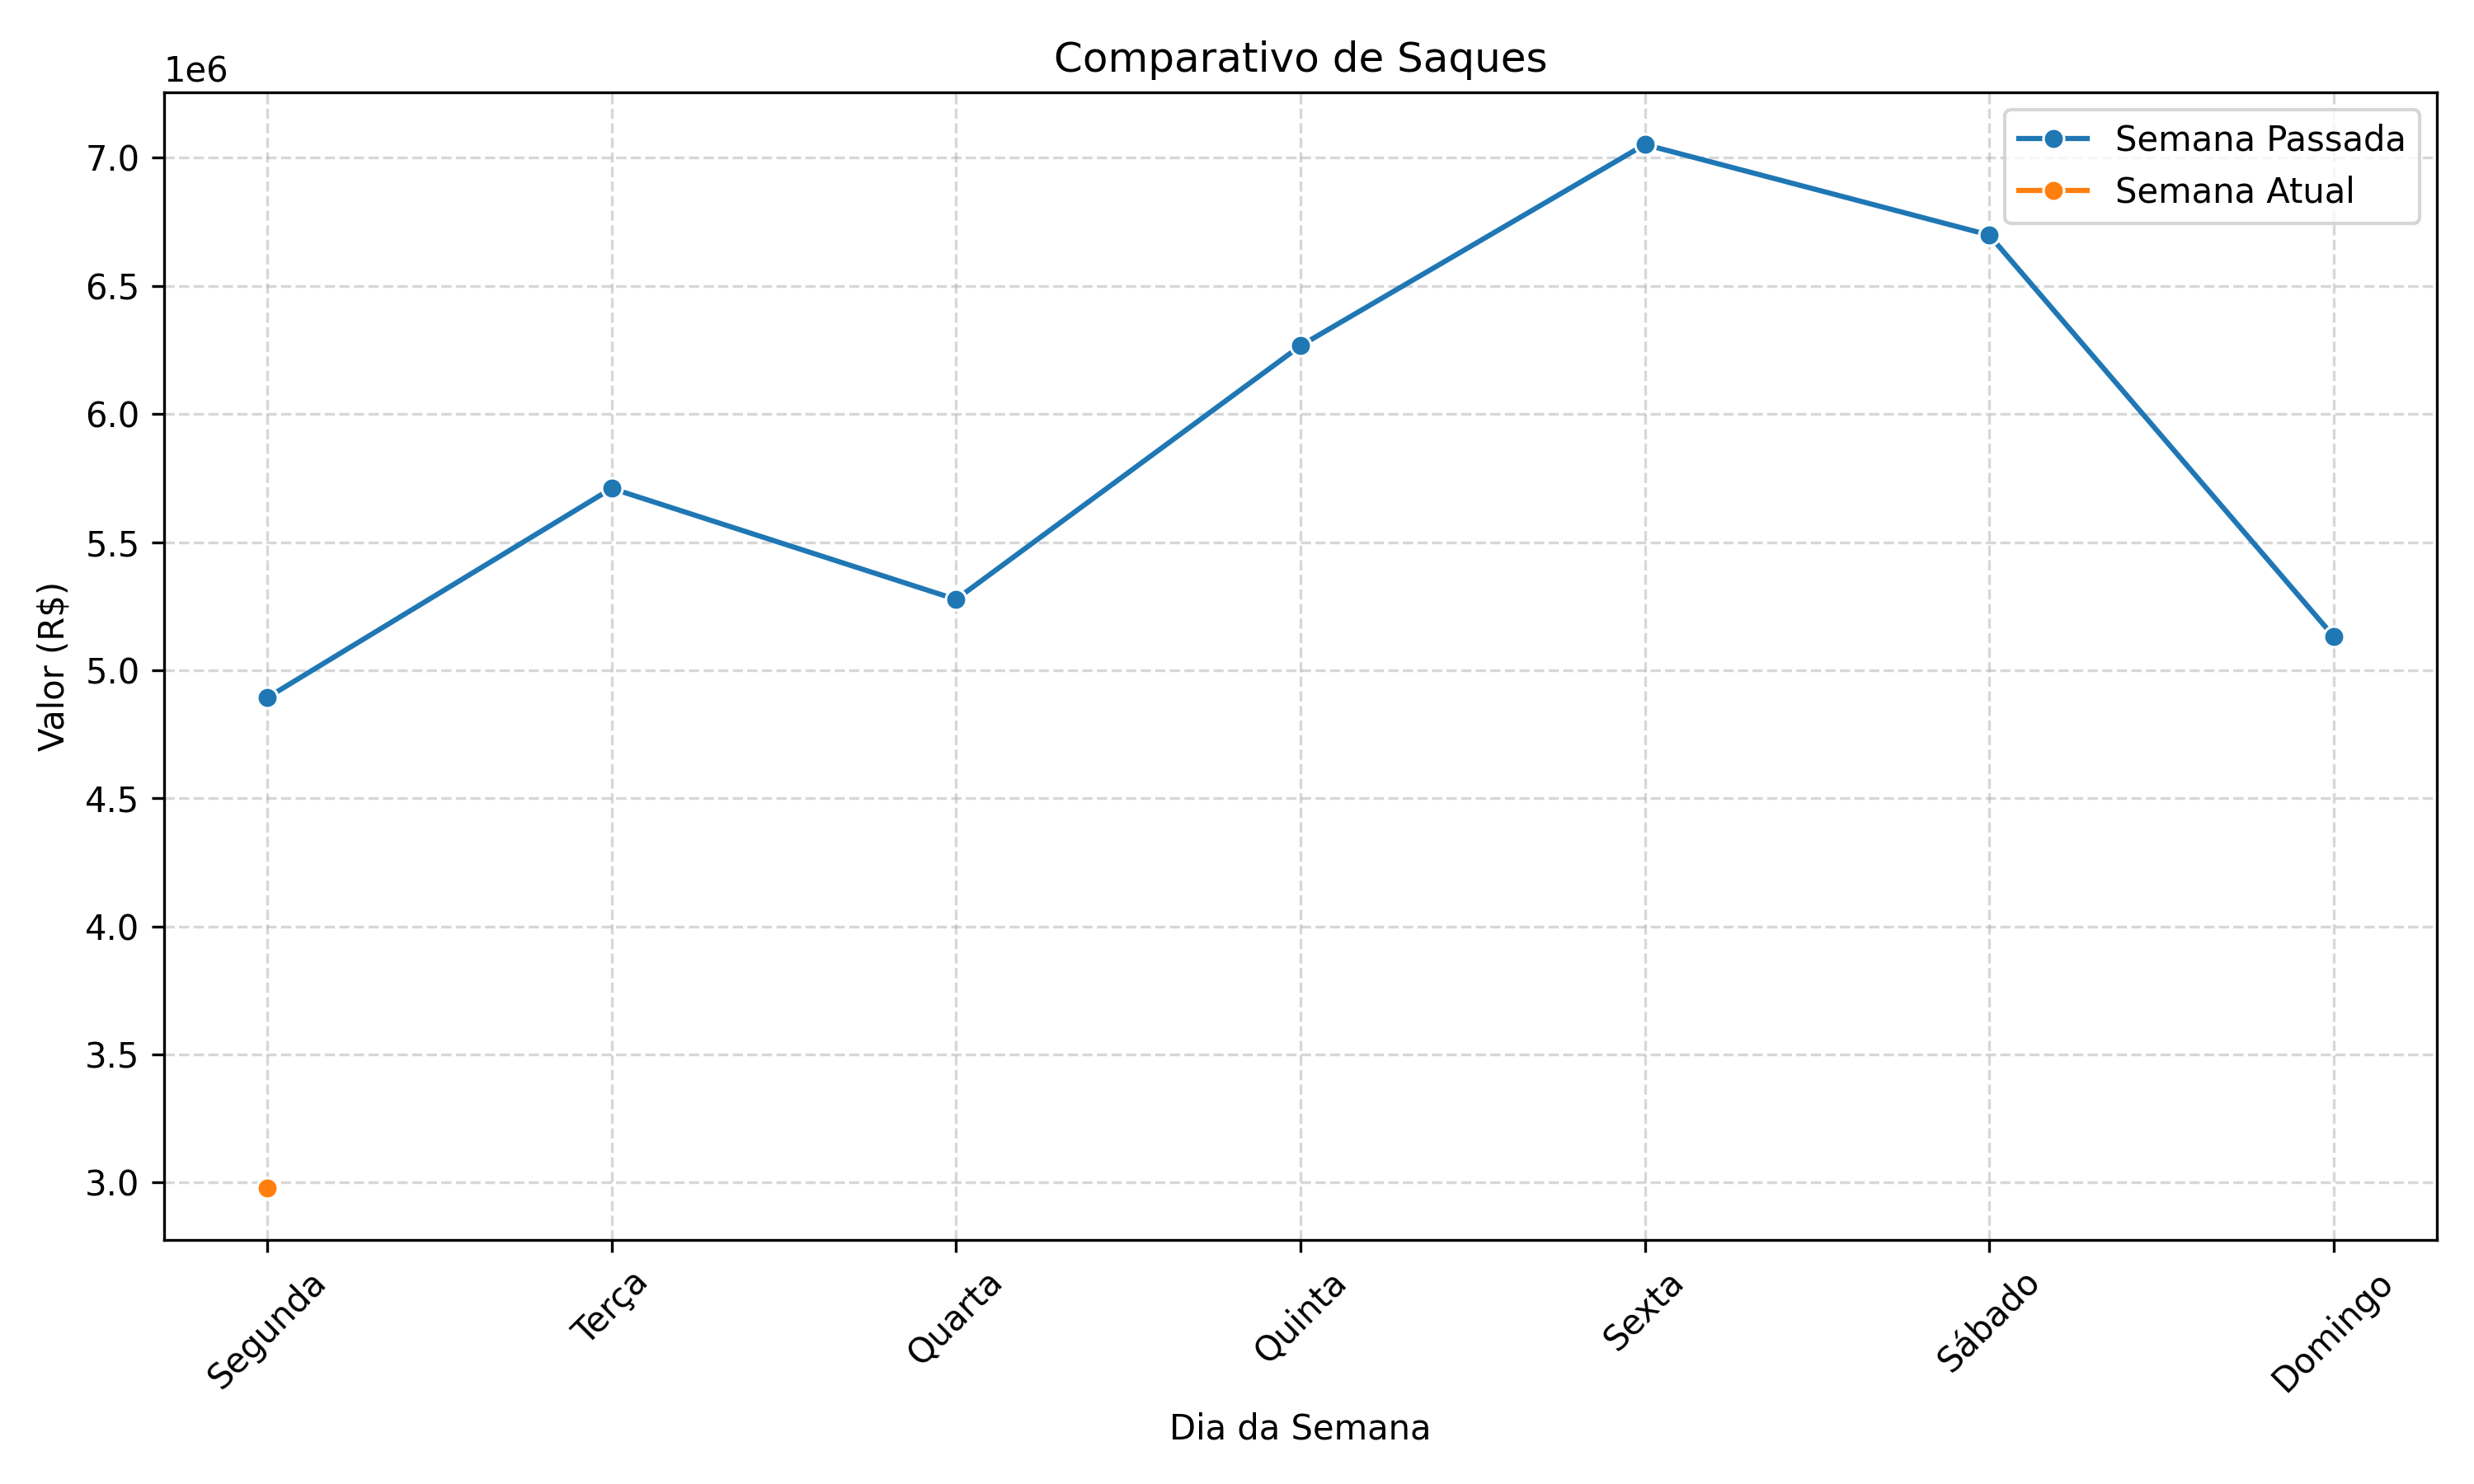 Comparativo de Saques
1e6
Semana Passada
Semana Atual
7.0
6.5
6.0
5.5
5.0
4.5
4.0
3.5
3.0
Valor (R$)
Segunda
Terça
Quarta
Quinta
Sexta
Sábado
Domingo
Dia da Semana